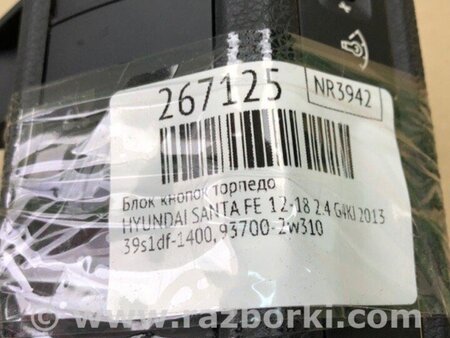 267125
NR3942
Блок кнопок торпедо
HYUNDAI SANTA FE 12-18 2.4 G4KJ 2013
39s1df-1400, 93700-2w310
© www.razborki.com